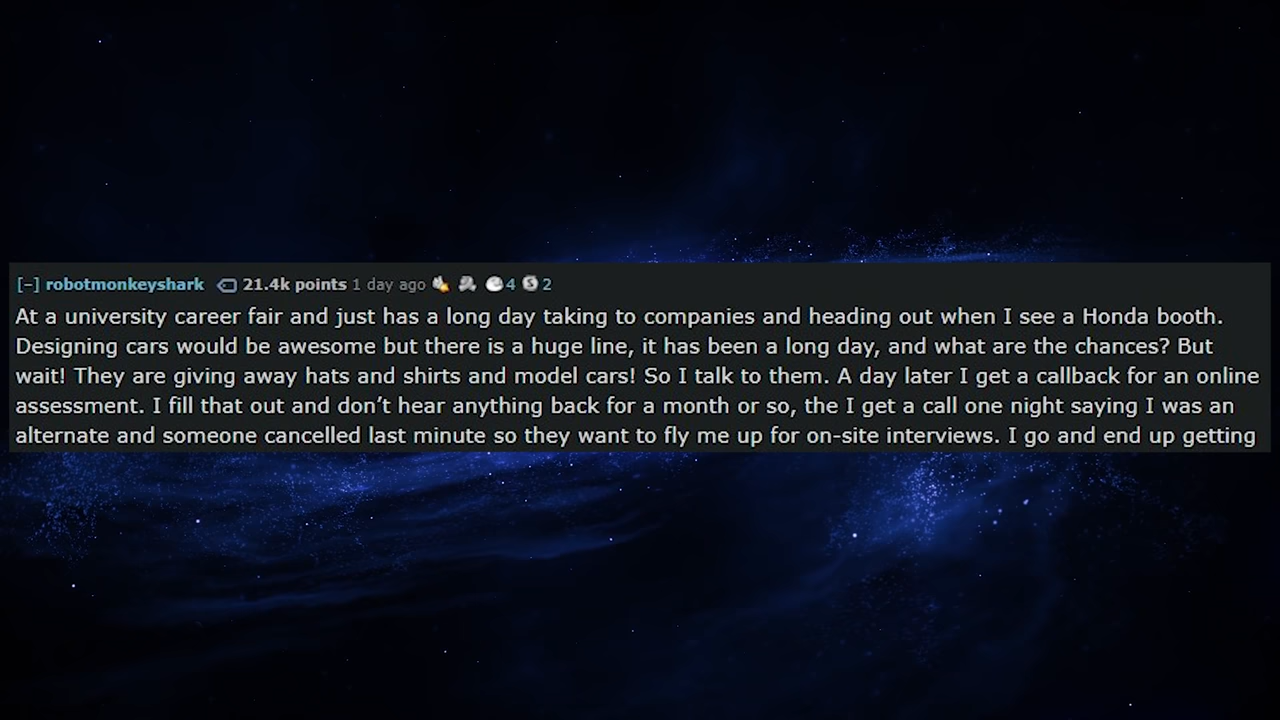 [–] robotmonkeyshark 21.4k points 1 day ago 4 2
At a university career fair and just has a long day taking to companies and heading out when I see a Honda booth.
Designing cars would be awesome but there is a huge line, it has been a long day, and what are the chances? But
wait! They are giving away hats and shirts and model cars! So I talk to them. A day later I get a callback for an online
assessment. I fill that out and don’t hear anything back for a month or so, the I get a call one night saying I was an
alternate and someone cancelled last minute so they want to fly me up for on-site interviews. I go and end up getting